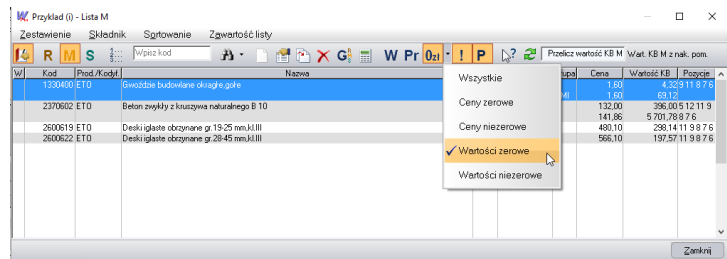 Przykład (i) - Lista M
Zestawienie Składnik Sortowanie Zawartość listy
R M S Wpisz kod G W Pr 0zł ! P Przelicz wartość KB M Wart. KB M z nak. pom.
W Kod Prod./Kodyf. Nazwa upa Cena Wartość KB Pozycje
1330400 ETO Gwoździe budowlane okrągłe,gołe 1,60 4,32 9 11 8 7 6
MI 1,60 69,12
2370602 ETO Beton zwykły z kruszywa naturalnego B 10 132,00 396,00 5 12 11 9
141,86 5 701,78 8 7 6
2600619 ETO Deski iglaste obrzynane gr.19-25 mm,kl.III 480,10 298,14 11 9 8 7 6
2600622 ETO Deski iglaste obrzynane gr.28-45 mm,kl.III 566,10 197,57 11 9 8 7 6
Wszystkie
Ceny zerowe
Ceny niezerowe
Wartości zerowe
Wartości niezerowe
Zamknij